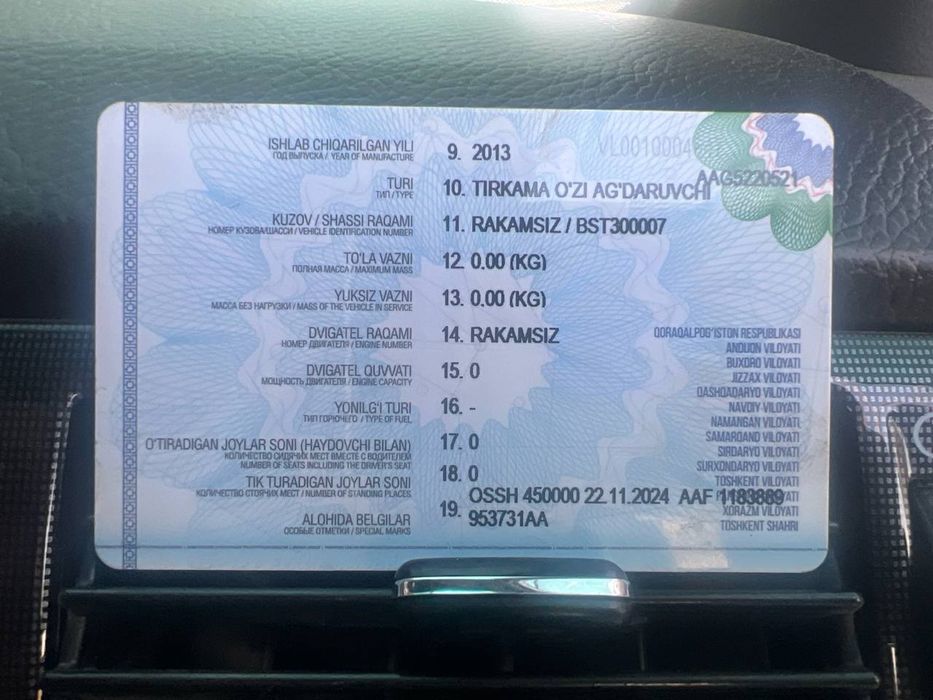 VL0010004
AAG5220521
ISHLAB CHIQARILGAN YILI
ГОД ВЫПУСКА / YEAR OF MANUFACTURE
9. 2013
TURI
ТИП / TYPE
10. TIRKAMA O'ZI AG'DARUVCHI
KUZOV / SHASSI RAQAMI
НОМЕР КУЗОВА/ШАССИ / VEHICLE IDENTIFICATION NUMBER
11. RAKAMSIZ / BST300007
TO'LA VAZNI
ПОЛНАЯ МАССА / MAXIMUM MASS
12. 0.00 (KG)
YUKSIZ VAZNI
МАССА БЕЗ НАГРУЗКИ / MASS OF THE VEHICLE IN SERVICE
13. 0.00 (KG)
DVIGATEL RAQAMI
НОМЕР ДВИГАТЕЛЯ / ENGINE NUMBER
14. RAKAMSIZ
DVIGATEL QUVVATI
МОЩНОСТЬ ДВИГАТЕЛЯ / ENGINE CAPACITY
15. 0
YONILG'I TURI
ТИП ГОРЮЧЕГО / TYPE OF FUEL
16. -
O'TIRADIGAN JOYLAR SONI (HAYDOVCHI BILAN)
КОЛИЧЕСТВО СИДЯЧИХ МЕСТ ВМЕСТЕ С ВОДИТЕЛЕМ
NUMBER OF SEATS INCLUDING THE DRIVER'S SEAT
17. 0
TIK TURADIGAN JOYLAR SONI
КОЛИЧЕСТВО СТОЯЧИХ МЕСТ / NUMBER OF STANDING PLACES
18. 0
ALOHIDA BELGILAR
ОСОБЫЕ ОТМЕТКИ / SPECIAL MARKS
19. OSSH 450000 22.11.2024 AAF 1183889
953731AA
QORAQALPOG'ISTON RESPUBLIKASI
ANDIJON VILOYATI
BUXORO VILOYATI
JIZZAX VILOYATI
QASHQADARYO VILOYATI
NAVOIY VILOYATI
NAMANGAN VILOYATI
SAMARQAND VILOYATI
SIRDARYO VILOYATI
SURXONDARYO VILOYATI
TOSHKENT VILOYATI
VILOYATI
XORAZM VILOYATI
TOSHKENT SHAHRI